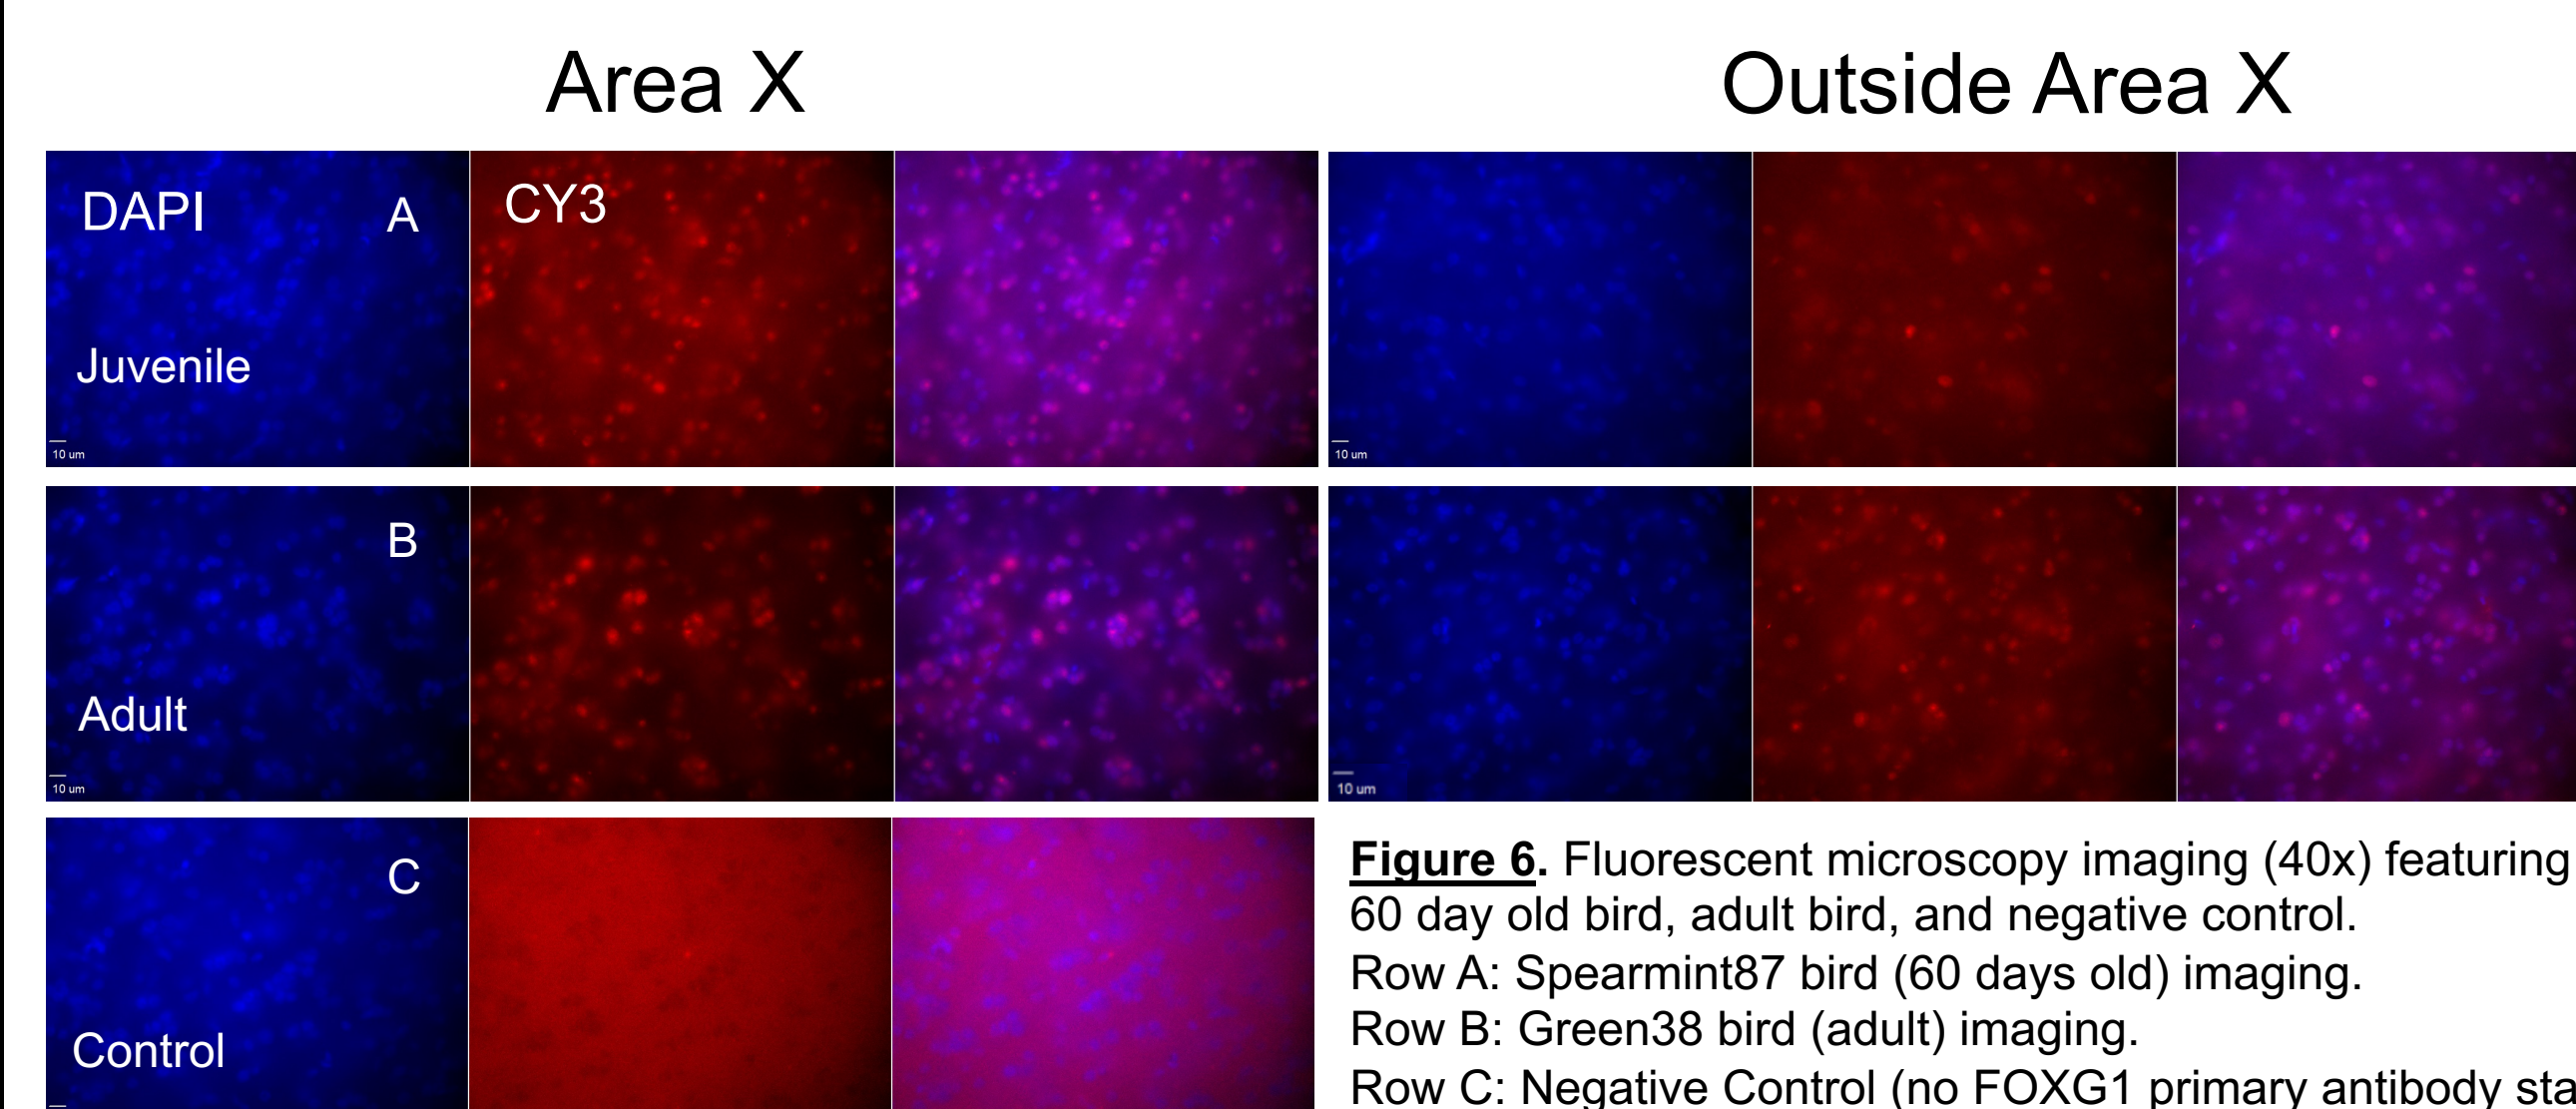 Area X
Outside Area X
DAPI
A
CY3
Juvenile
10 um
10 um
B
Adult
10 um
10 um
C
Control
Figure 6. Fluorescent microscopy imaging (40x) featuring
60 day old bird, adult bird, and negative control.
Row A: Spearmint87 bird (60 days old) imaging.
Row B: Green38 bird (adult) imaging.
Row C: Negative Control (no FOXG1 primary antibody sta